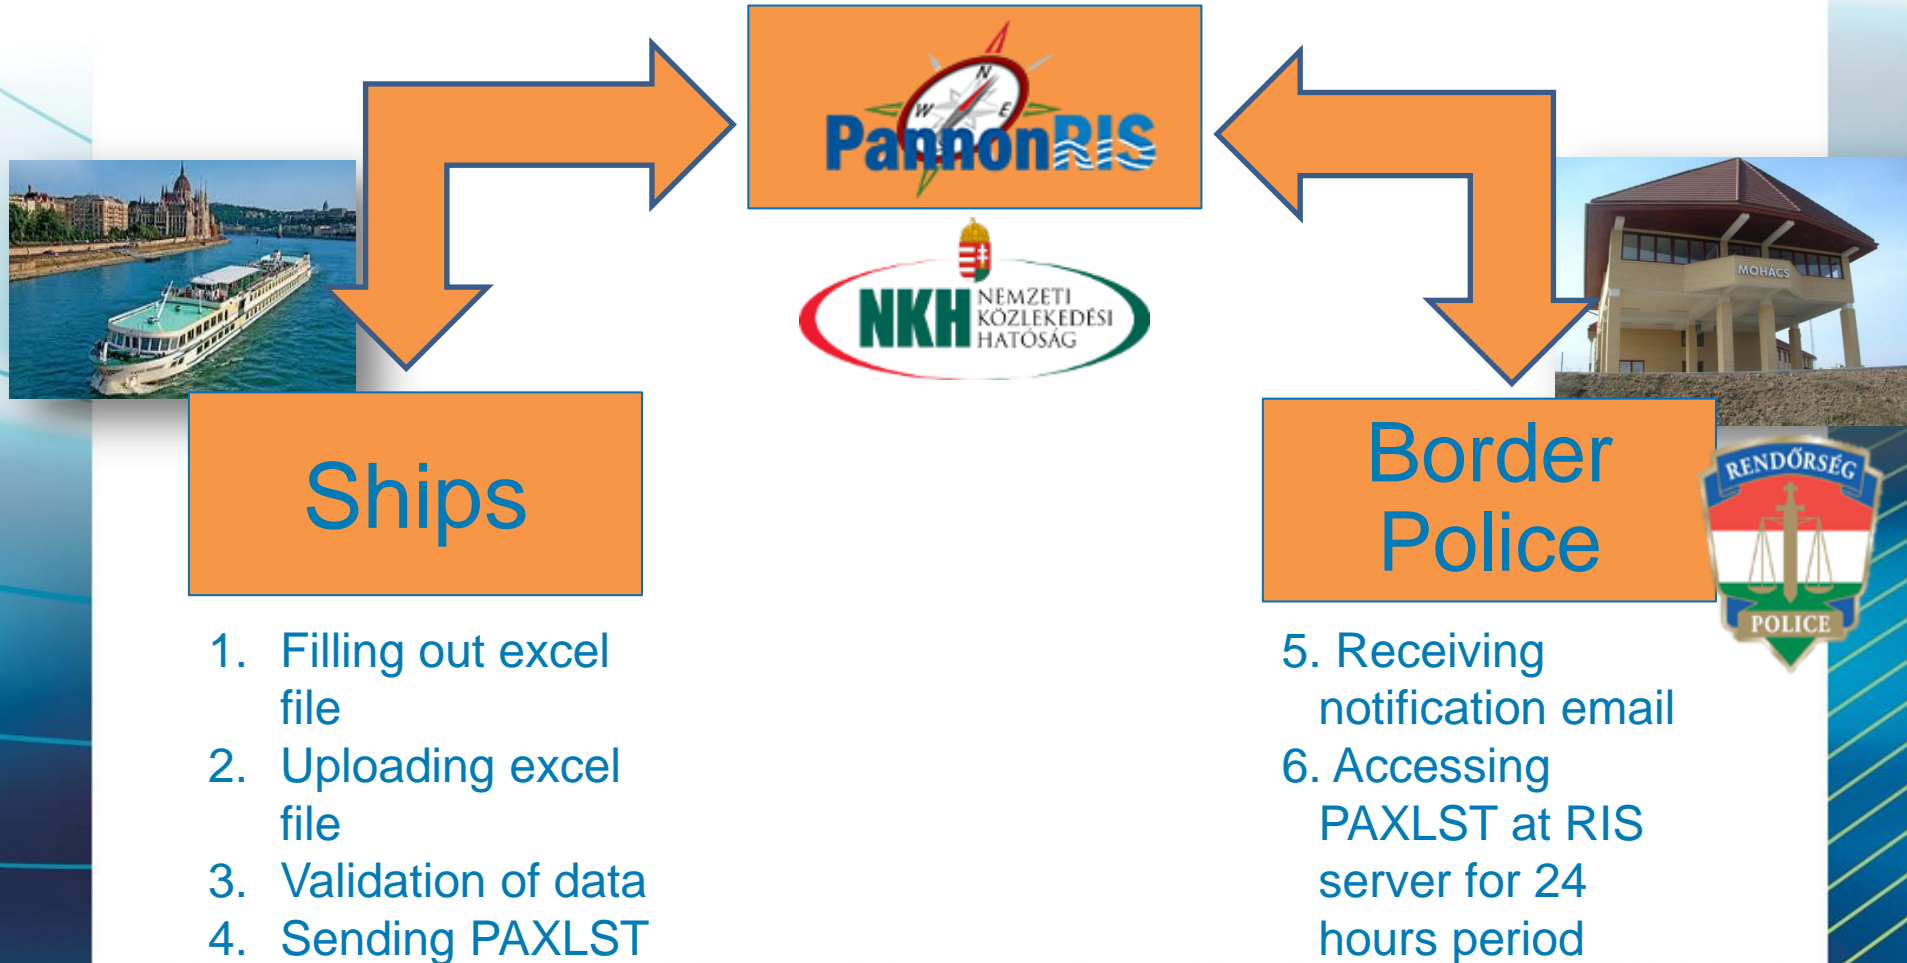 N
W
E
PannonRIS
NKH NEMZETI
KÖZLEKEDÉSI
HATÓSÁG
MOHÁCS
Ships
Border
Police
RENDŐRSÉG
POLICE
1. Filling out excel
file
2. Uploading excel
file
3. Validation of data
4. Sending PAXLST
5. Receiving
notification email
6. Accessing
PAXLST at RIS
server for 24
hours period